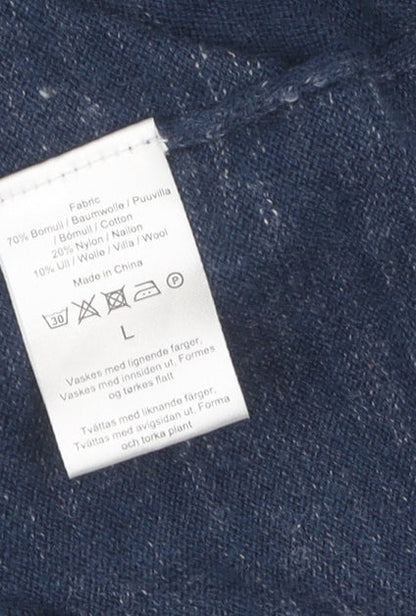 Fabric
70% Bomull / Baumwolle / Puuvilla
/ Bómull / Cotton
20% Nylon / Nailon
10% Ull / Wolle / Villa / Wool
Made in China
30 P
L
Vaskes med lignende farger,
Vaskes med innsiden ut, Formes
og tørkes flatt
Tvättas med liknande färger,
Tvättas med avigsidan ut, Forma
och torka plant